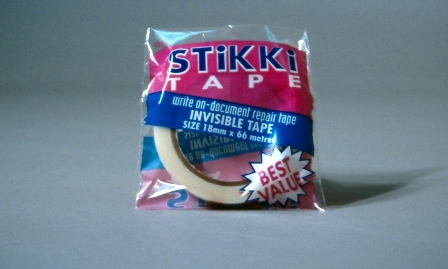 STiKKi
TAPE
write on-document repair tape
INVISIBLE TAPE
SIZE 18mm x 66 metres
BEST
VALUE